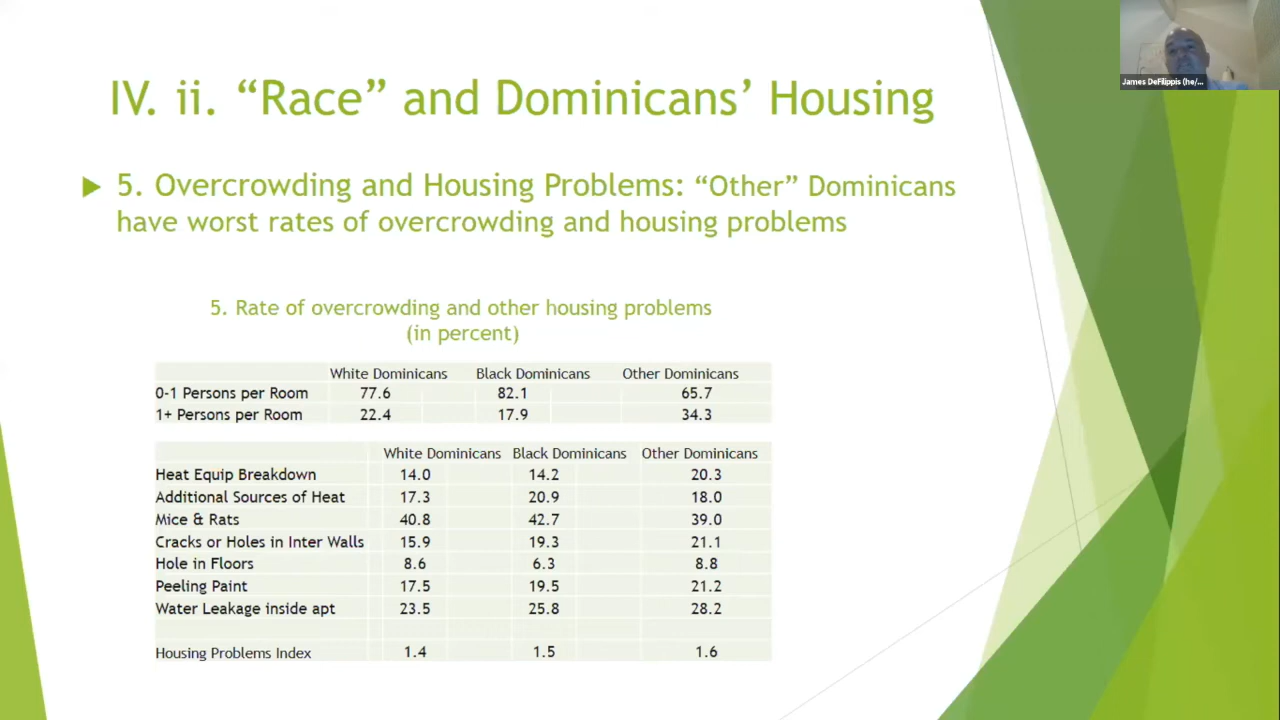 James DeFilippis (he/...
IV. ii. “Race” and Dominicans’ Housing
5. Overcrowding and Housing Problems: “Other” Dominicans
have worst rates of overcrowding and housing problems
5. Rate of overcrowding and other housing problems
(in percent)
White Dominicans Black Dominicans Other Dominicans
0-1 Persons per Room 77.6 82.1 65.7
1+ Persons per Room 22.4 17.9 34.3
White Dominicans Black Dominicans Other Dominicans
Heat Equip Breakdown 14.0 14.2 20.3
Additional Sources of Heat 17.3 20.9 18.0
Mice & Rats 40.8 42.7 39.0
Cracks or Holes in Inter Walls 15.9 19.3 21.1
Hole in Floors 8.6 6.3 8.8
Peeling Paint 17.5 19.5 21.2
Water Leakage inside apt 23.5 25.8 28.2
Housing Problems Index 1.4 1.5 1.6